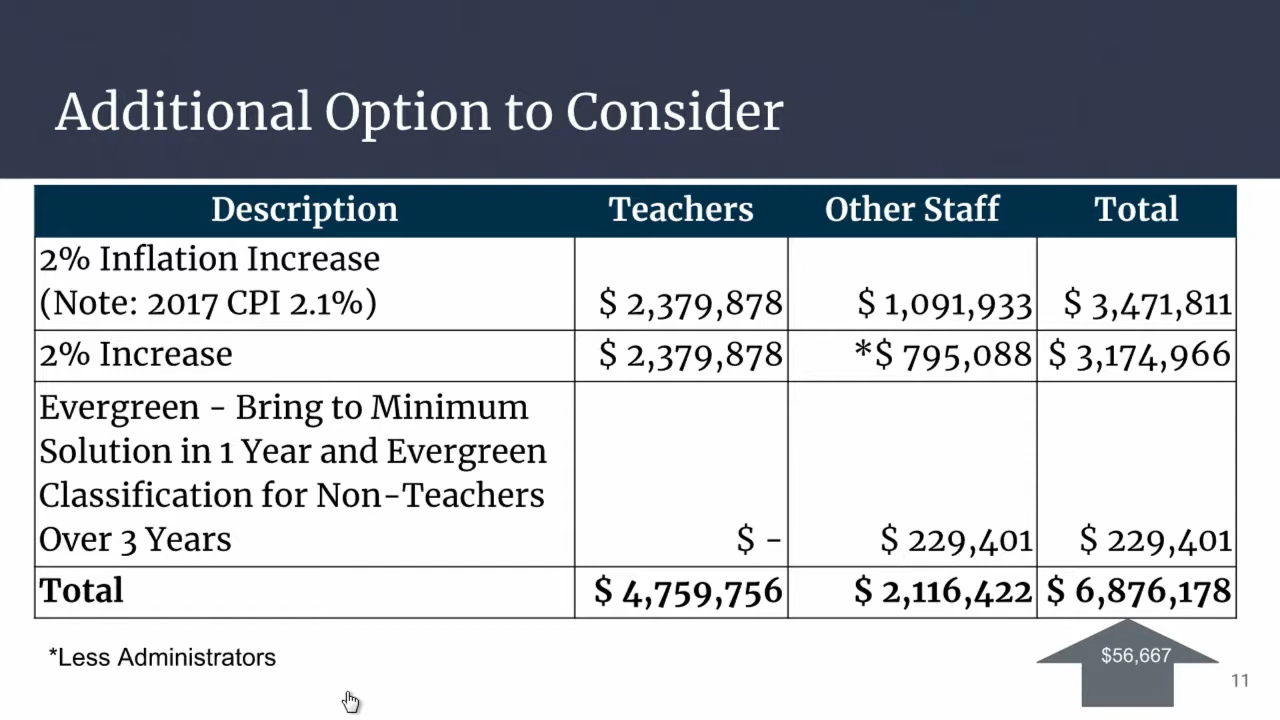 Additional Option to Consider
Description Teachers Other Staff Total
2% Inflation Increase
(Note: 2017 CPI 2.1%) $ 2,379,878 $ 1,091,933 $ 3,471,811
2% Increase $ 2,379,878 *$ 795,088 $ 3,174,966
Evergreen - Bring to Minimum
Solution in 1 Year and Evergreen
Classification for Non-Teachers
Over 3 Years $ - $ 229,401 $ 229,401
Total $ 4,759,756 $ 2,116,422 $ 6,876,178
*Less Administrators
$56,667
11